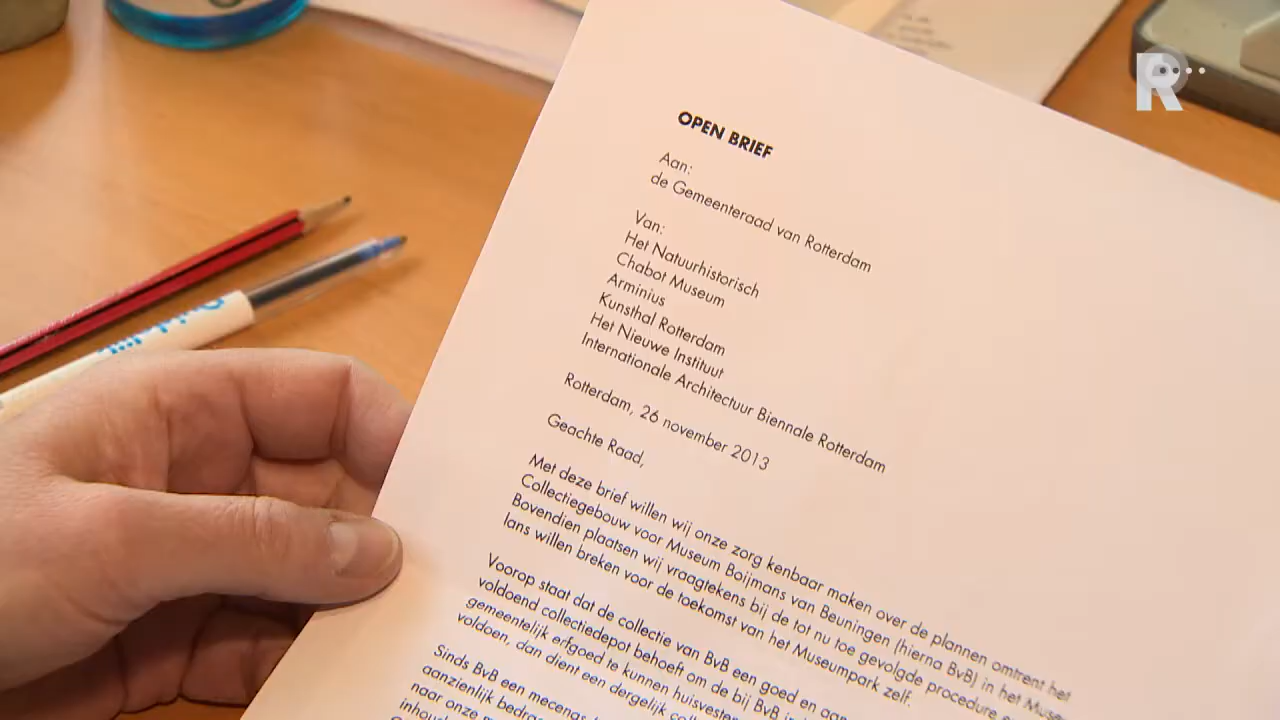 OPEN BRIEF
Aan:
de Gemeenteraad van Rotterdam
Van:
Het Natuurhistorisch
Chabot Museum
Arminius
Kunsthal Rotterdam
Het Nieuwe Instituut
Internationale Architectuur Biennale Rotterdam
Rotterdam, 26 november 2013
Geachte Raad,
Met deze brief willen wij onze zorg kenbaar maken over de plannen omtrent het
Collectiegebouw voor Museum Boijmans van Beuningen (hierna BvB) in het
Bovendien plaatsen wij vraagtekens bij de tot nu toe gevolgde procedure
lans willen breken voor de toekomst van het Museumpark zelf.
Voorop staat dat de collectie van BvB een goed en
voldoend collectiedepot behoeft om de bij BvB
gemeentelijk erfgoed te kunnen
voldoen, dan dient een dergelijk
Sinds BvB een mecenas
aanzienlijk
naar onze
R